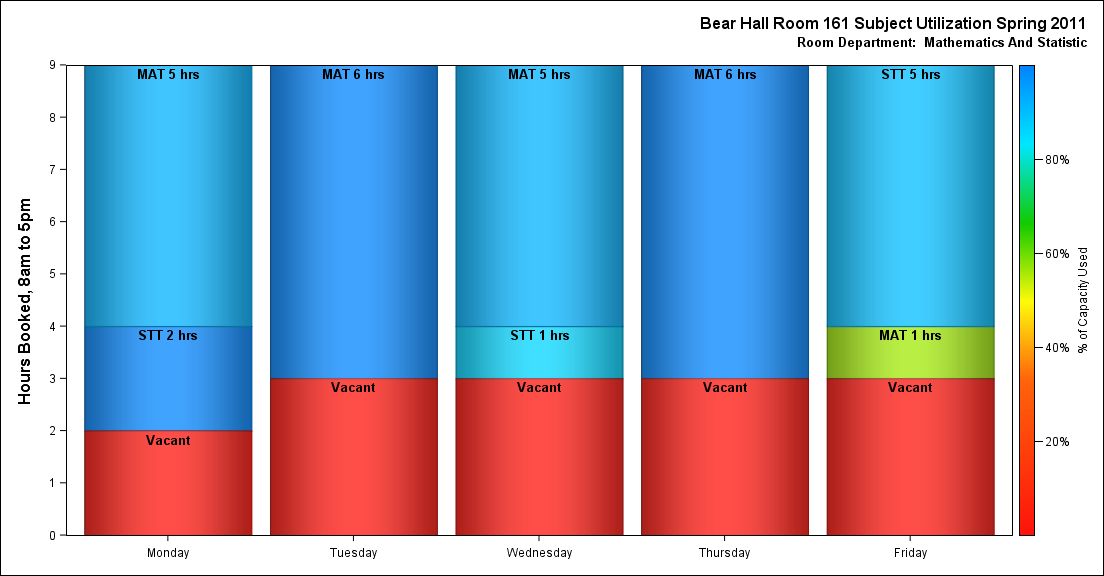 Bear Hall Room 161 Subject Utilization Spring 2011
Room Department: Mathematics And Statistic
Hours Booked, 8am to 5pm
9
8
7
6
5
4
3
2
1
0
MAT 5 hrs
STT 2 hrs
Vacant
MAT 6 hrs
Vacant
MAT 5 hrs
STT 1 hrs
Vacant
MAT 6 hrs
Vacant
STT 5 hrs
MAT 1 hrs
Vacant
Monday
Tuesday
Wednesday
Thursday
Friday
80%
60%
40%
20%
% of Capacity Used